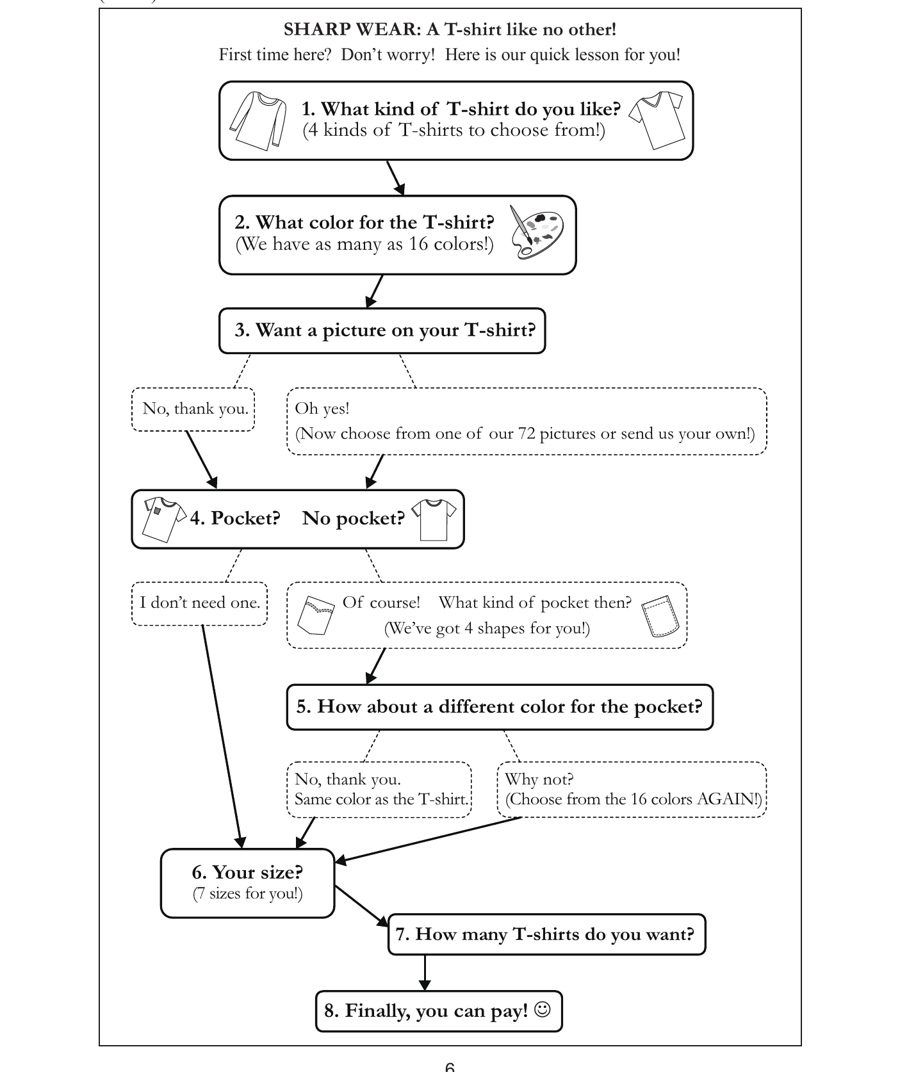 SHARP WEAR: A T-shirt like no other!
First time here? Don't worry! Here is our quick lesson for you!
1. What kind of T-shirt do you like?
(4 kinds of T-shirts to choose from!)
2. What color for the T-shirt?
(We have as many as 16 colors!)
3. Want a picture on your T-shirt?
No, thank you.
Oh yes!
(Now choose from one of our 72 pictures or send us your own!)
4. Pocket? No pocket?
I don't need one.
Of course! What kind of pocket then?
(We've got 4 shapes for you!)
5. How about a different color for the pocket?
No, thank you.
Same color as the T-shirt.
Why not?
(Choose from the 16 colors AGAIN!)
6. Your size?
(7 sizes for you!)
7. How many T-shirts do you want?
8. Finally, you can pay! ☺
6